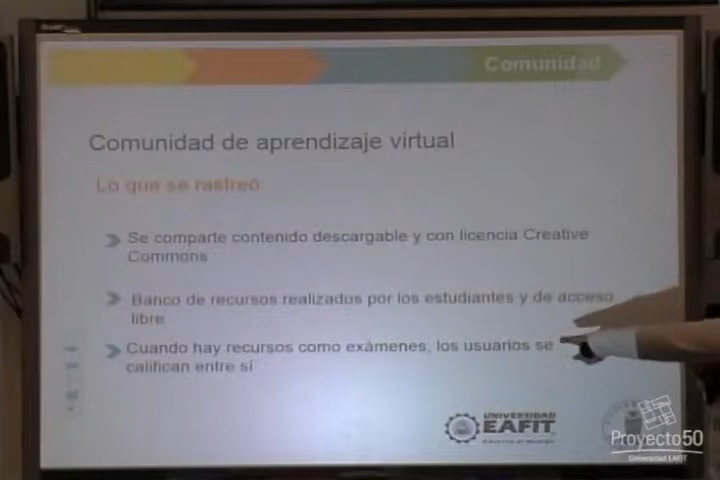 Comunidad
Comunidad de aprendizaje virtual
Lo que se rastreó
Se comparte contenido descargable y con licencia Creative
Commons
Banco de recursos realizados por los estudiantes y de acceso
libre
Cuando hay recursos como exámenes, los usuarios se
califican entre sí
UNIVERSIDAD
EAFIT
Proyecto50
Universidad EAFIT